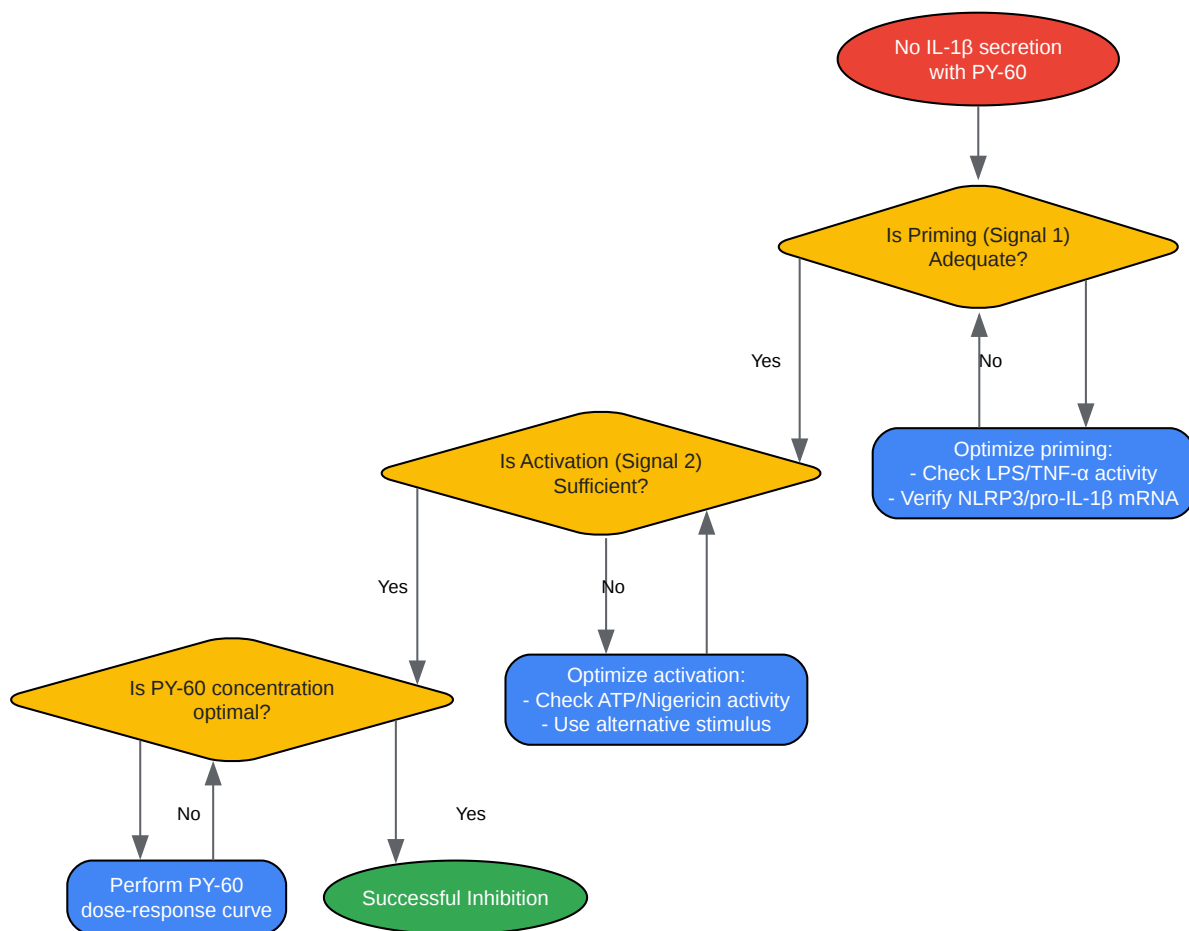 No IL-1β secretion
with PY-60
Is Priming (Signal 1)
Adequate?
Yes
No
Optimize priming:
- Check LPS/TNF-α activity
- Verify NLRP3/pro-IL-1β mRNA
Is Activation (Signal 2)
Sufficient?
Yes
No
Optimize activation:
- Check ATP/Nigericin activity
- Use alternative stimulus
Is PY-60 concentration
optimal?
No
Yes
Perform PY-60
dose-response curve
Successful Inhibition